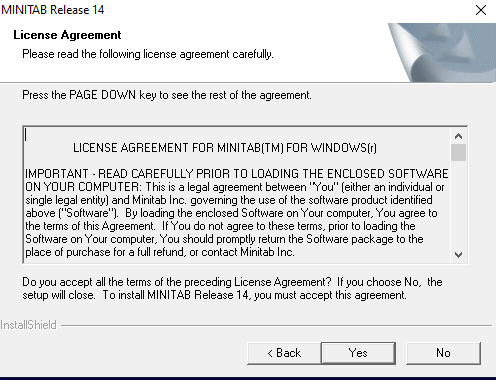 MINITAB Release 14
License Agreement
Please read the following license agreement carefully.
Press the PAGE DOWN key to see the rest of the agreement.
LICENSE AGREEMENT FOR MINITAB(TM) FOR WINDOWS(r)
IMPORTANT - READ CAREFULLY PRIOR TO LOADING THE ENCLOSED SOFTWARE
ON YOUR COMPUTER: This is a legal agreement between "You" (either an individual or
single legal entity) and Minitab Inc. governing the use of the software product identified
above ("Software").  By loading the enclosed Software on Your computer, You agree to
the terms of this Agreement.  If You do not agree to these terms, prior to loading the
Software on Your computer, You should promptly return the Software package to the
place of purchase for a full refund, or contact Minitab Inc.
Do you accept all the terms of the preceding License Agreement?  If you choose No,  the
setup will close.  To install MINITAB Release 14, you must accept this agreement.
InstallShield
< Back
Yes
No